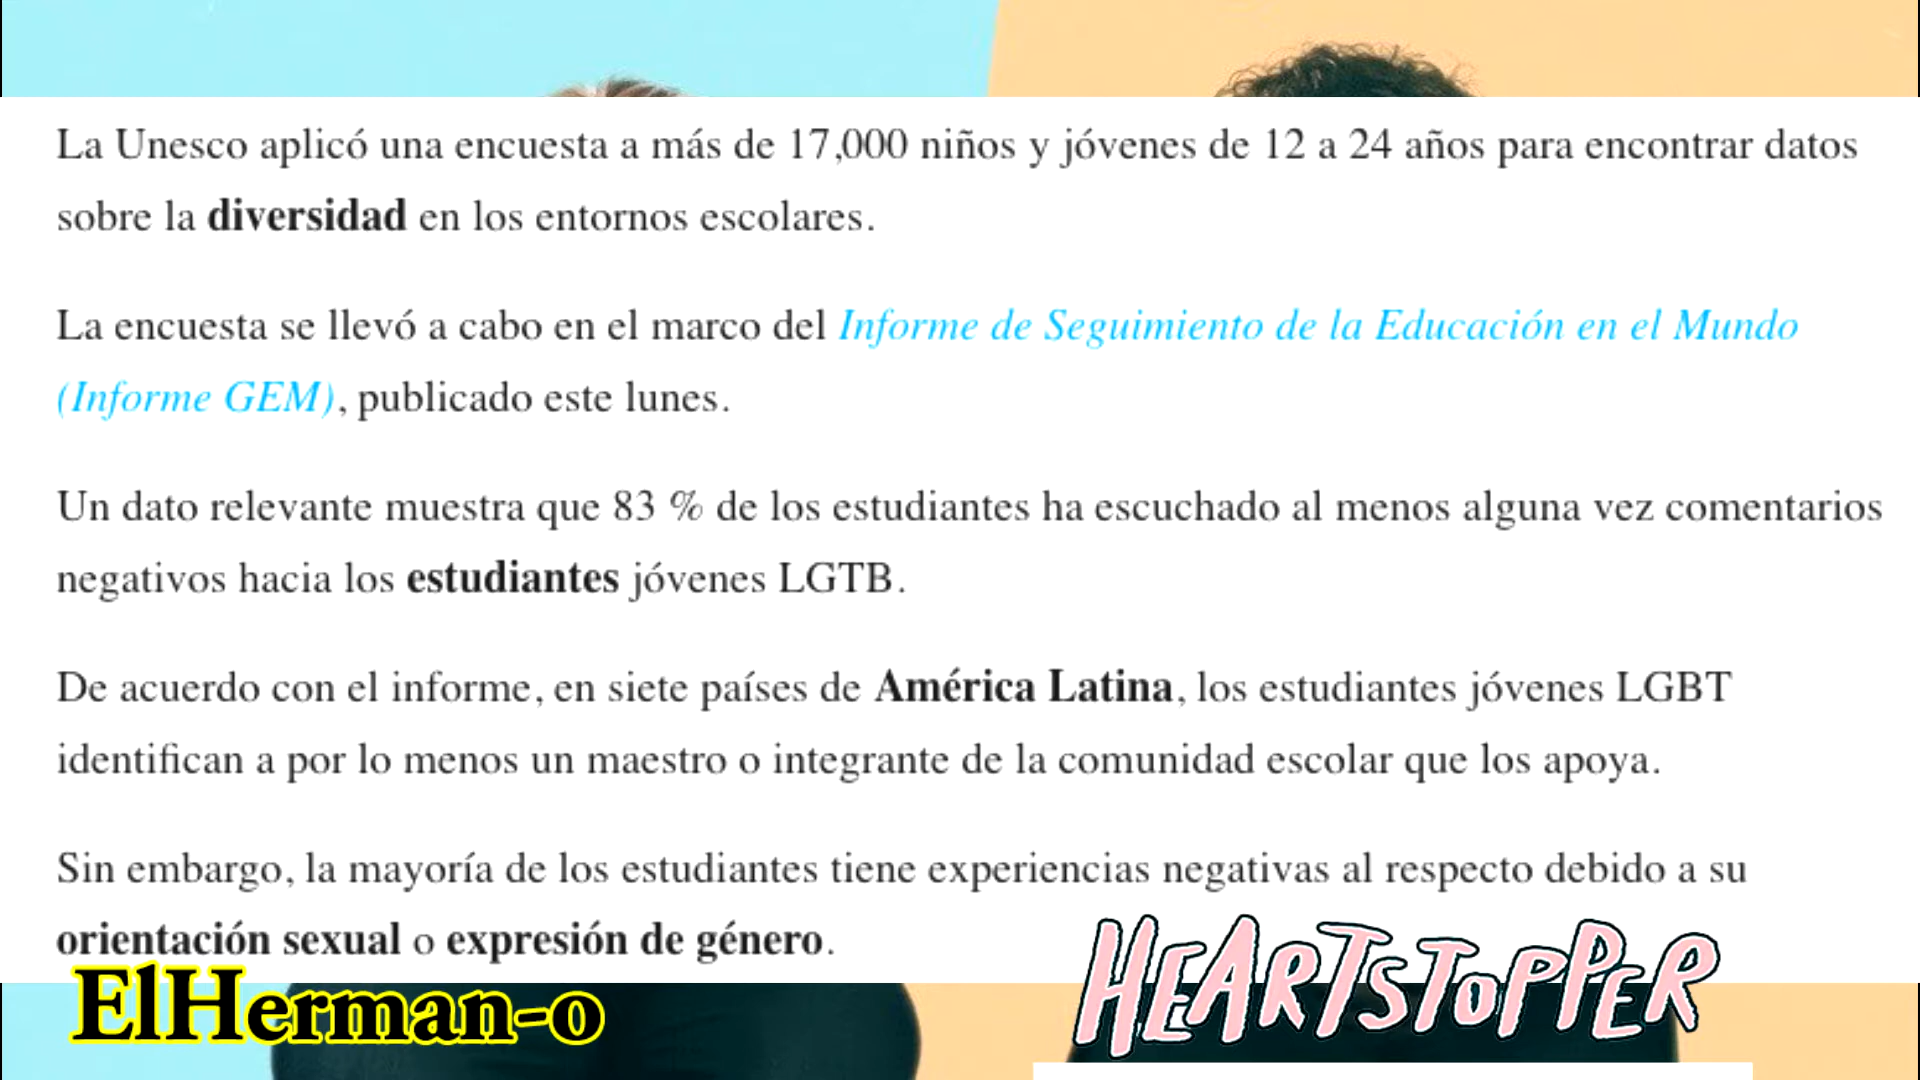 La Unesco aplicó una encuesta a más de 17,000 niños y jóvenes de 12 a 24 años para encontrar datos
sobre la diversidad en los entornos escolares.
La encuesta se llevó a cabo en el marco del Informe de Seguimiento de la Educación en el Mundo
(Informe GEM), publicado este lunes.
Un dato relevante muestra que 83 % de los estudiantes ha escuchado al menos alguna vez comentarios
negativos hacia los estudiantes jóvenes LGTB.
De acuerdo con el informe, en siete países de América Latina, los estudiantes jóvenes LGBT
identifican a por lo menos un maestro o integrante de la comunidad escolar que los apoya.
Sin embargo, la mayoría de los estudiantes tiene experiencias negativas al respecto debido a su
orientación sexual o expresión de género.
ElHerman-o
HEARTSTOPPER